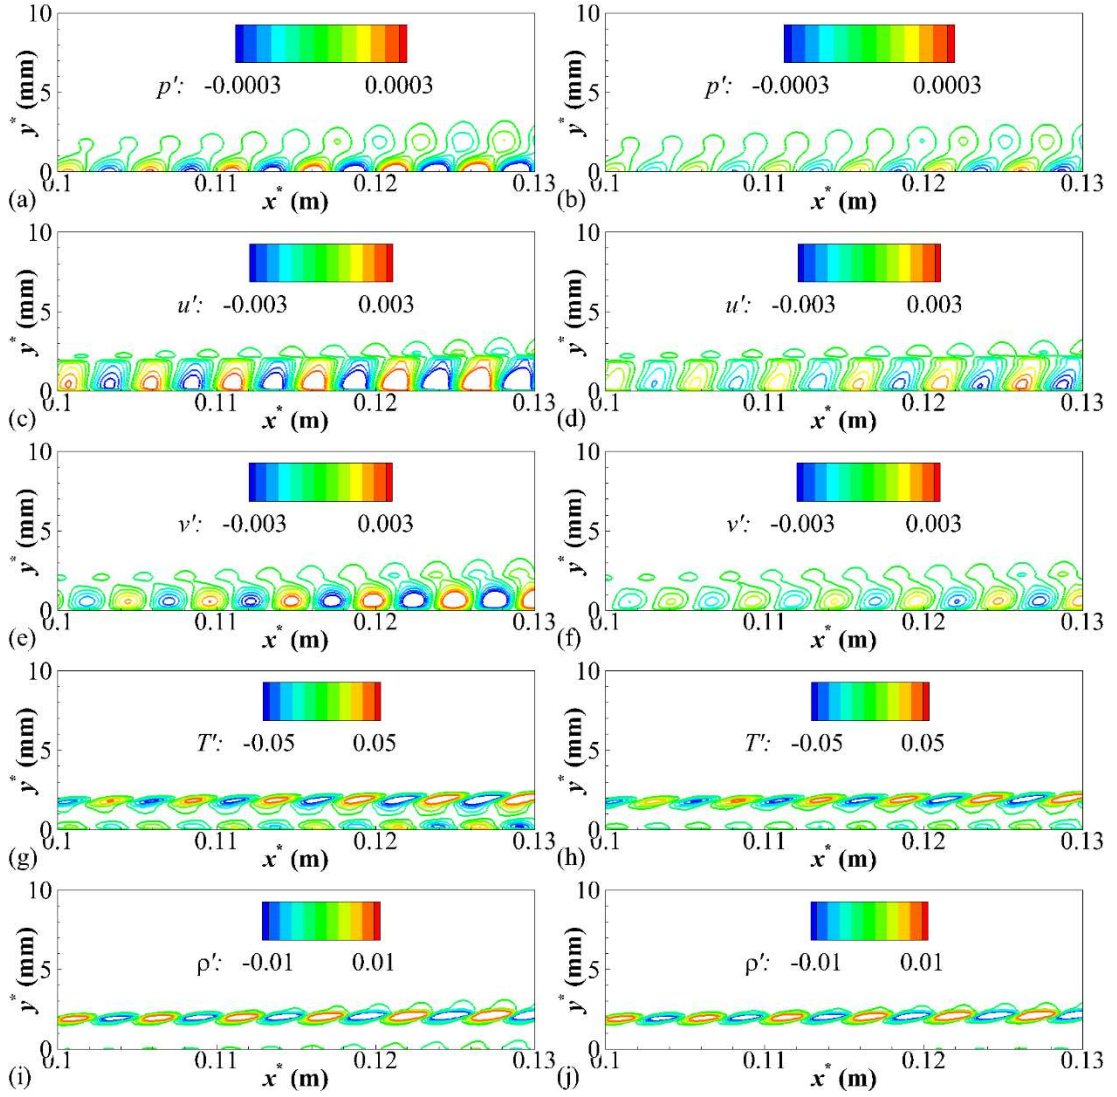 10
5
0
y* (mm)
p': -0.0003 0.0003
0.1 0.11 0.12 0.13
(a) x* (m)
10
5
0
y* (mm)
p': -0.0003 0.0003
0.1 0.11 0.12 0.13
(b) x* (m)
10
5
0
y* (mm)
u': -0.003 0.003
0.1 0.11 0.12 0.13
(c) x* (m)
10
5
0
y* (mm)
u': -0.003 0.003
0.1 0.11 0.12 0.13
(d) x* (m)
10
5
0
y* (mm)
v': -0.003 0.003
0.1 0.11 0.12 0.13
(e) x* (m)
10
5
0
y* (mm)
v': -0.003 0.003
0.1 0.11 0.12 0.13
(f) x* (m)
10
5
0
y* (mm)
T': -0.05 0.05
0.1 0.11 0.12 0.13
(g) x* (m)
10
5
0
y* (mm)
T': -0.05 0.05
0.1 0.11 0.12 0.13
(h) x* (m)
10
5
0
y* (mm)
ρ': -0.01 0.01
0.1 0.11 0.12 0.13
(i) x* (m)
10
5
0
y* (mm)
ρ': -0.01 0.01
0.1 0.11 0.12 0.13
(j) x* (m)